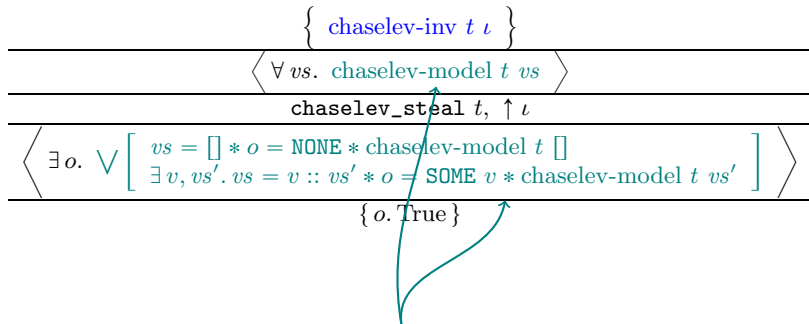 { chaselev-inv t ι }
⟨ ∀ vs. chaselev-model t vs ⟩
chaselev_steal t, ↑ ι
⟨ ∃ o. ⋁ [ vs = [] ∗ o = NONE ∗ chaselev-model t []
∃ v, vs′. vs = v :: vs′ ∗ o = SOME v ∗ chaselev-model t vs′ ] ⟩
{ o. True }